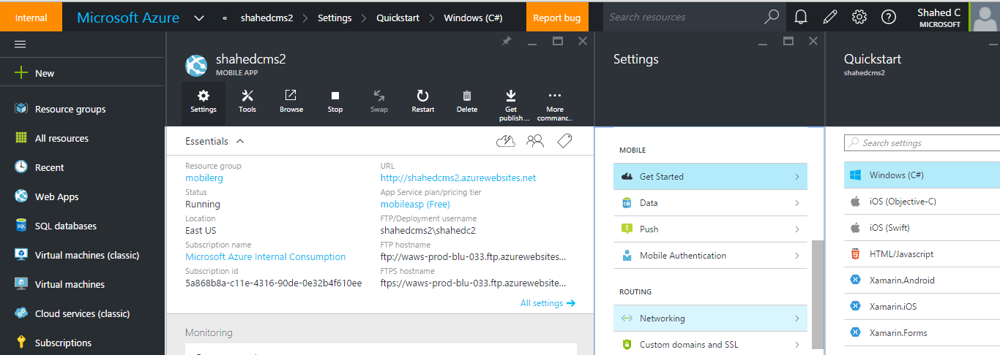 Internal
Microsoft Azure
« shahedcms2 > Settings > Quickstart > Windows (C#)
Report bug
Search resources
Shahed C
MICROSOFT
New
Resource groups
All resources
Recent
Web Apps
SQL databases
Virtual machines (classic)
Virtual machines
Cloud services (classic)
Subscriptions
shahedcms2
MOBILE APP
Settings
Tools
Browse
Stop
Swap
Restart
Delete
Get publish ...
More commanc...
Essentials
Resource group
mobilerg
Status
Running
Location
East US
Subscription name
Microsoft Azure Internal Consumption
Subscription id
5a868b8a-c11e-4316-90de-0e32b4f610ee
URL
http://shahedcms2.azurewebsites.net
App Service plan/pricing tier
mobileasp (Free)
FTP/Deployment username
shahedcms2\shahedc2
FTP hostname
ftp://waws-prod-blu-033.ftp.azurewebsites...
FTPS hostname
ftps://waws-prod-blu-033.ftp.azurewebsite...
All settings
Monitoring
Settings
MOBILE
Get Started
Data
Push
Mobile Authentication
ROUTING
Networking
Custom domains and SSL
Quickstart
shahedcms2
Search settings
Windows (C#)
iOS (Objective-C)
iOS (Swift)
HTML/Javascript
Xamarin.Android
Xamarin.iOS
Xamarin.Forms